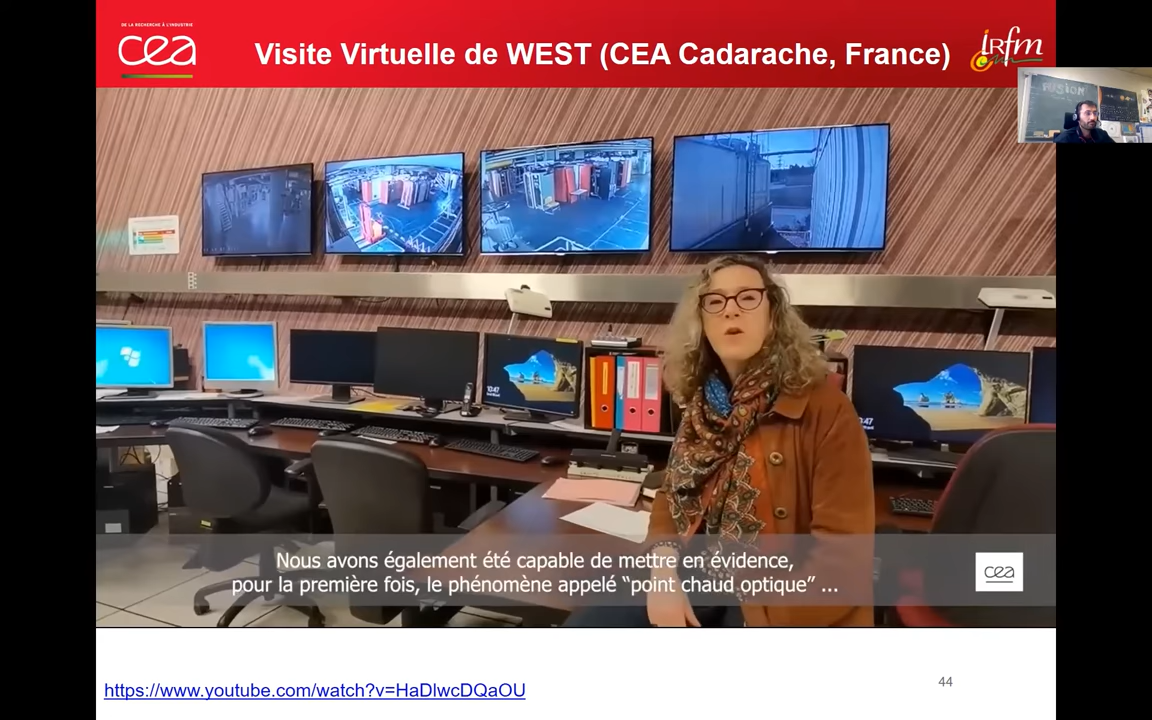 DE LA RECHERCHE À L'INDUSTRIE
cea
Visite Virtuelle de WEST (CEA Cadarache, France)
iRfm
10:47
Nous avons également été capable de mettre en évidence,
pour la première fois, le phénomène appelé “point chaud optique” ...
cea
https://www.youtube.com/watch?v=HaDlwcDQaOU
44